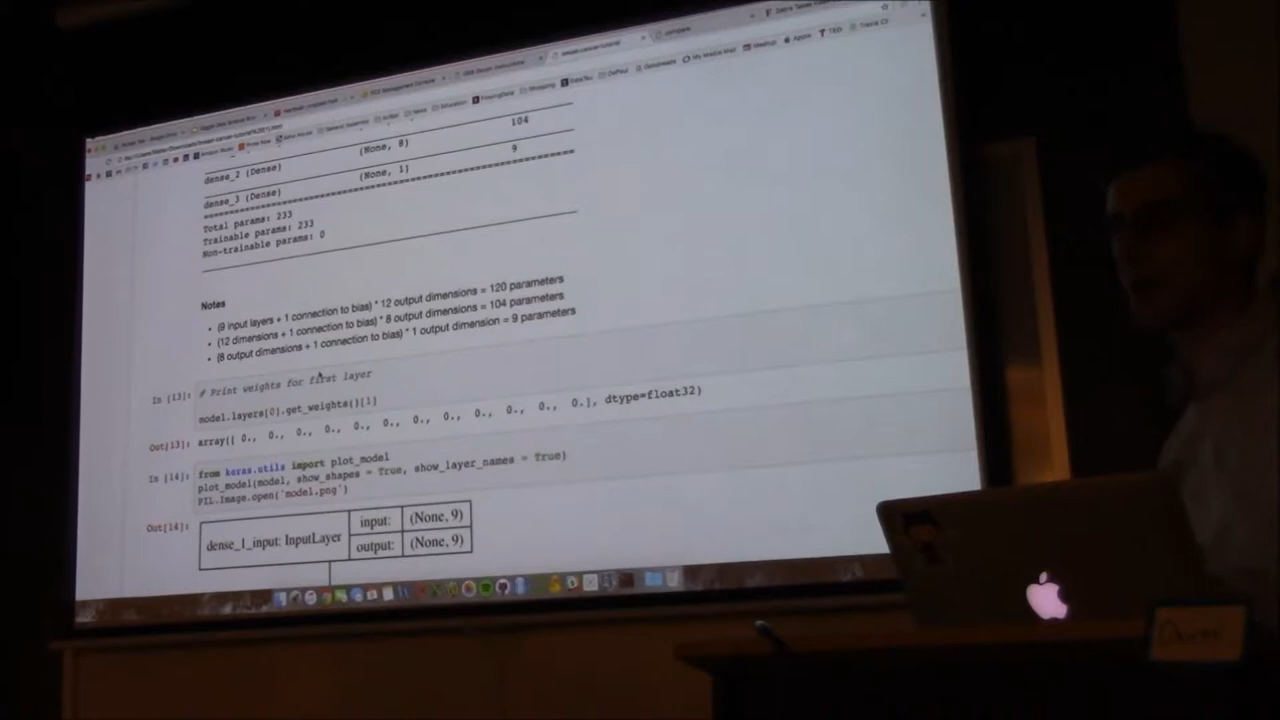 104
(None, 8)
dense_2 (Dense)
9
(None, 1)
dense_3 (Dense)
Total params: 233
Trainable params: 233
Non-trainable params: 0
Notes
• (9 input layers + 1 connection to bias) * 12 output dimensions = 120 parameters
• (12 dimensions + 1 connection to bias) * 8 output dimensions = 104 parameters
• (8 output dimensions + 1 connection to bias) * 1 output dimension = 9 parameters
In [13]: # Print weights for first layer
model.layers[0].get_weights()[1]
Out[13]: array([ 0., 0., 0., 0., 0., 0., 0., 0., 0., 0., 0., 0.], dtype=float32)
In [14]: from keras.utils import plot_model
plot_model(model, show_shapes = True, show_layer_names = True)
PIL.Image.open('model.png')
Out[14]:
dense_1_input: InputLayer
input: (None, 9)
output: (None, 9)